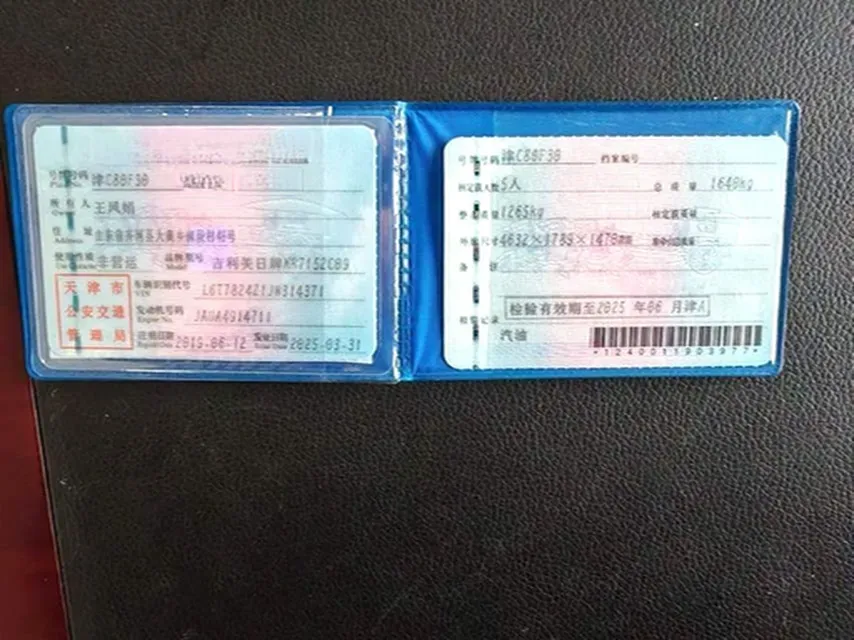 号牌号码 津C88F38
Plate No.
所有人 王凤娟
Owner
住址
Address
使用性质 非营运 品牌型号 吉利美日牌MR7152C09
Use Character Model
天津市
公安交通
管理局
车辆识别代号 L6T7824Z1JW314371
VIN
发动机号码 JAUA4914711
Engine No.
注册日期 发证日期 2025-03-31
Register Date Issue Date
号牌号码 津C88F38 档案编号
核定载人数 5人 总质量 1640kg
整备质量 1265kg 核定载质量 --
外廓尺寸 4632×1789×1470mm 准牵引总质量 --
备注
检验有效期至2025年06月津A
检验记录
汽油
*1240011903977*